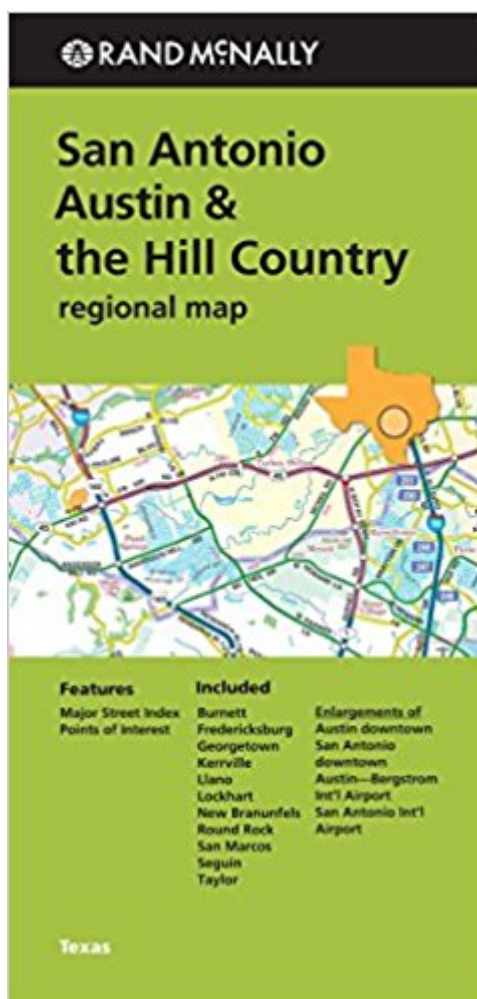 RAND McNALLY
San Antonio
Austin &
the Hill Country
regional map
Features
Major Street Index
Points of Interest
Included
Burnett
Fredericksburg
Georgetown
Kerrville
Llano
Lockhart
New Branunfels
Round Rock
San Marcos
Seguin
Taylor
Enlargements of
Austin downtown
San Antonio
downtown
Austin—Bergstrom
Int'l Airport
San Antonio Int'l
Airport
Texas